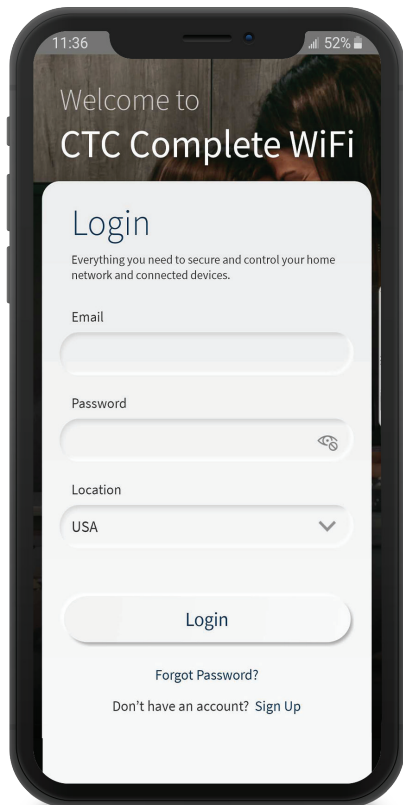 11:36
52%
Welcome to
CTC Complete WiFi
Login
Everything you need to secure and control your home
network and connected devices.
Email
Password
Location
USA
Login
Forgot Password?
Don't have an account? Sign Up